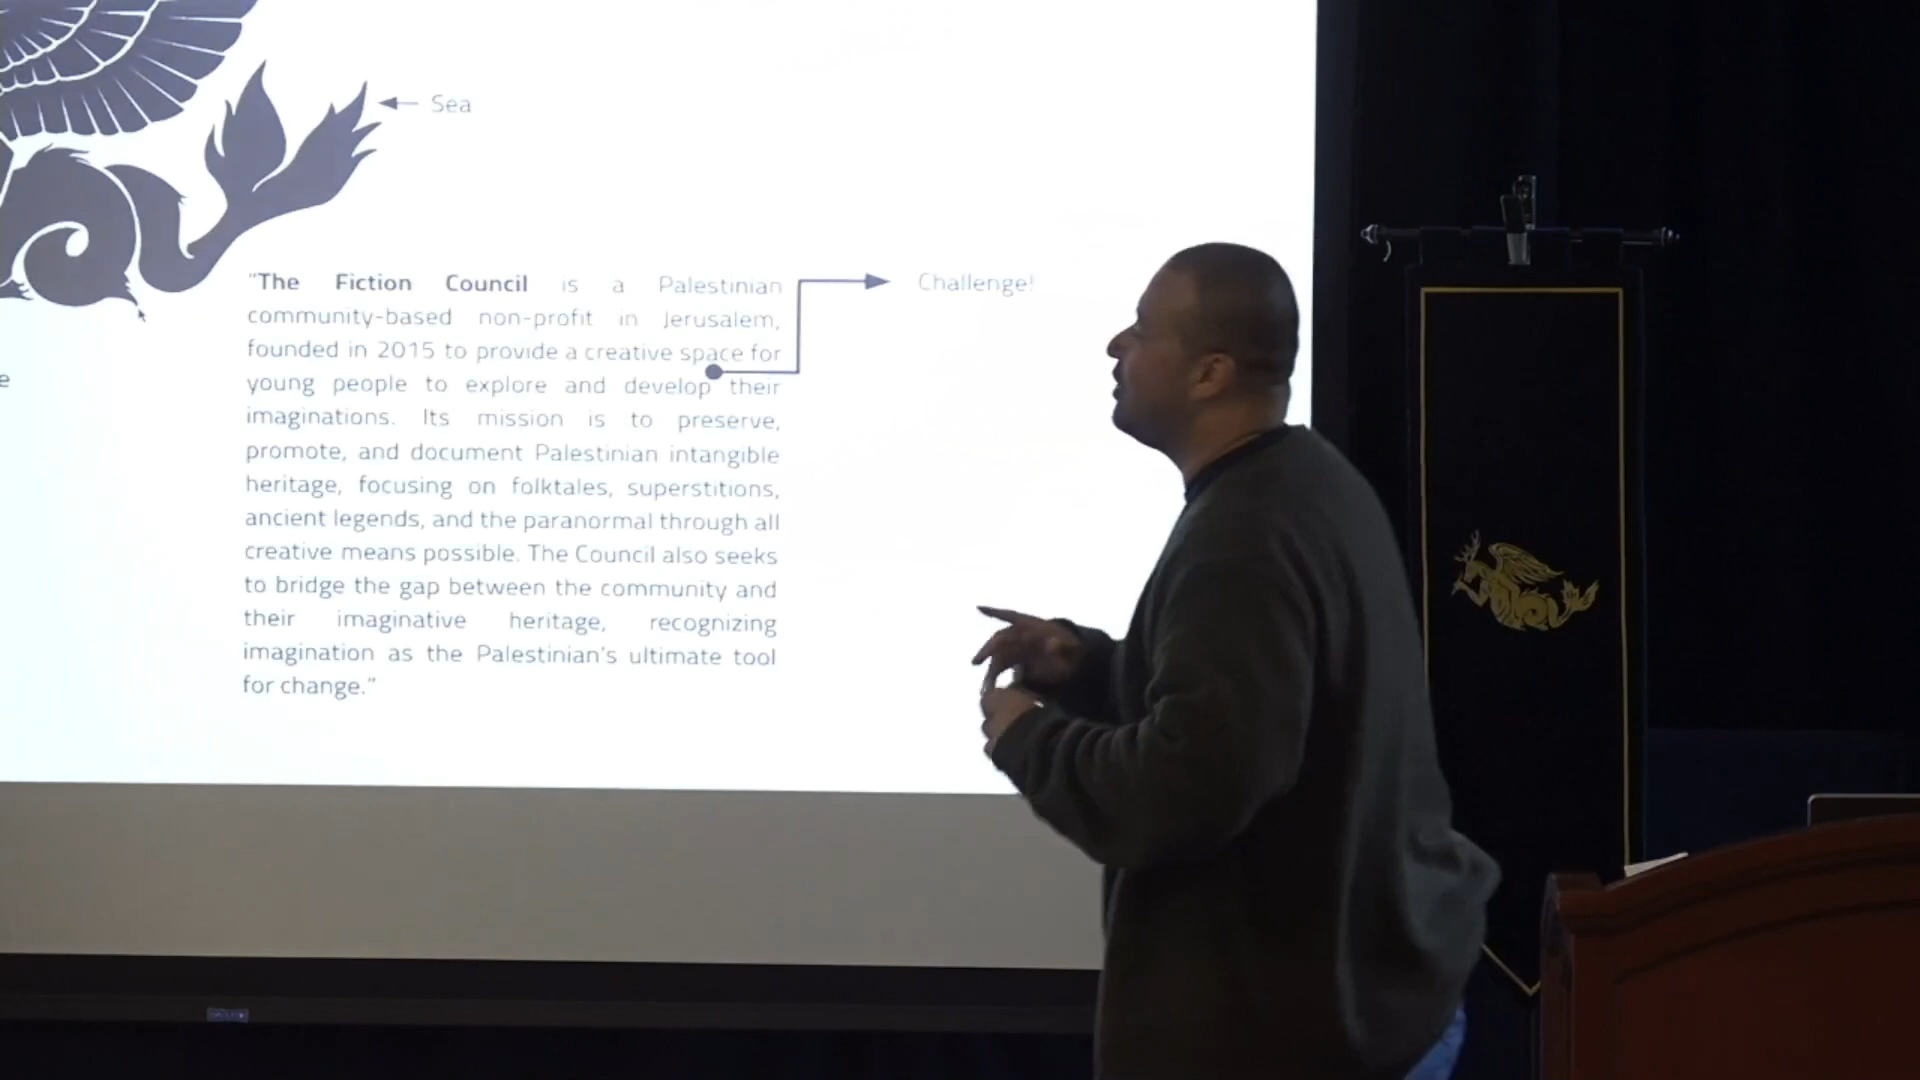 Sea
"The Fiction Council is a Palestinian
community-based non-profit in Jerusalem,
founded in 2015 to provide a creative space for
young people to explore and develop their
imaginations. Its mission is to preserve,
promote, and document Palestinian intangible
heritage, focusing on folktales, superstitions,
ancient legends, and the paranormal through all
creative means possible. The Council also seeks
to bridge the gap between the community and
their imaginative heritage, recognizing
imagination as the Palestinian's ultimate tool
for change."
Challenge!
e